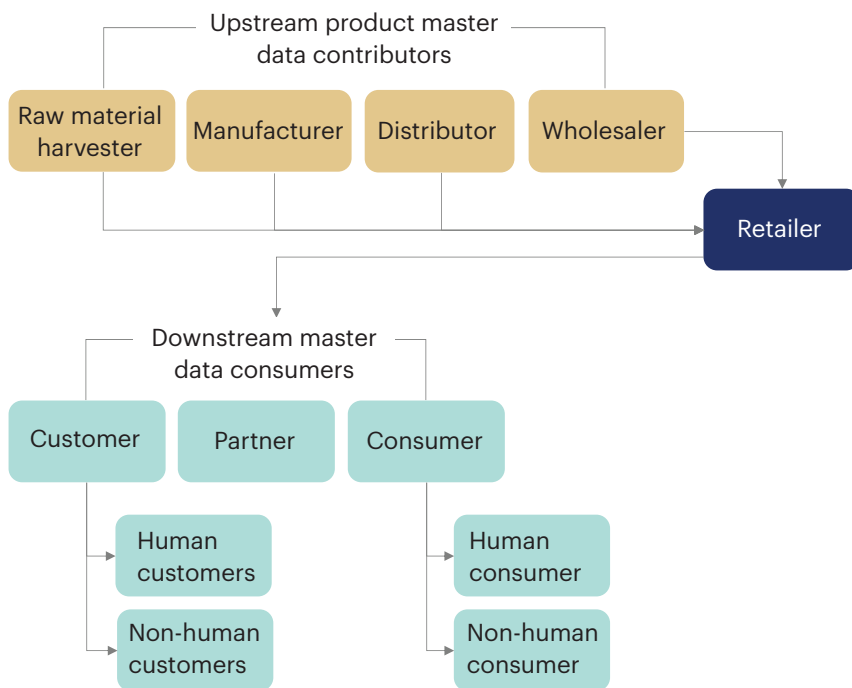 Upstream product master
data contributors
Raw material
harvester
Manufacturer
Distributor
Wholesaler
Retailer
Downstream master
data consumers
Customer
Partner
Consumer
Human
customers
Human
consumer
Non-human
customers
Non-human
consumer